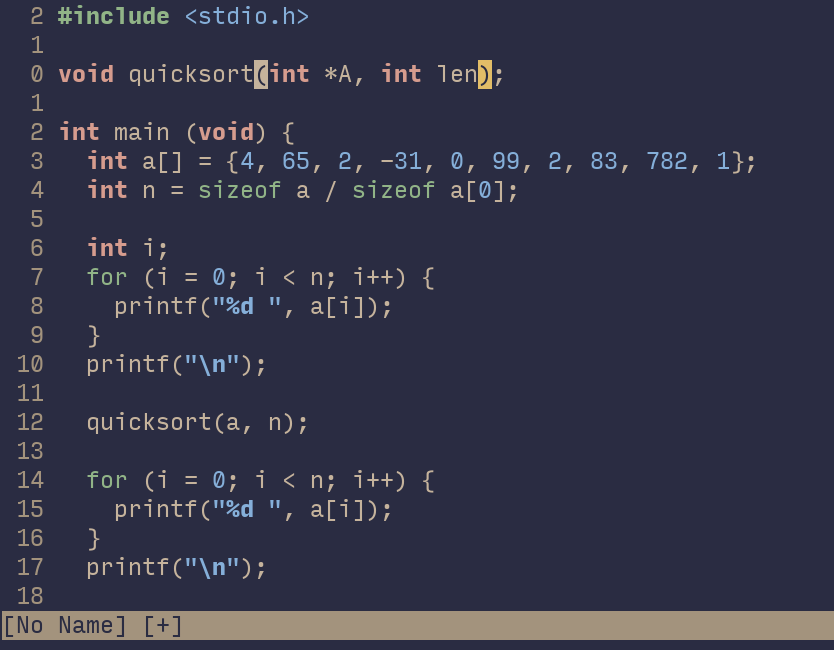 2 #include <stdio.h>
1
0 void quicksort(int *A, int len);
1
2 int main (void) {
3   int a[] = {4, 65, 2, -31, 0, 99, 2, 83, 782, 1};
4   int n = sizeof a / sizeof a[0];
5
6   int i;
7   for (i = 0; i < n; i++) {
8     printf("%d ", a[i]);
9   }
10   printf("\n");
11
12   quicksort(a, n);
13
14   for (i = 0; i < n; i++) {
15     printf("%d ", a[i]);
16   }
17   printf("\n");
18
[No Name] [+]